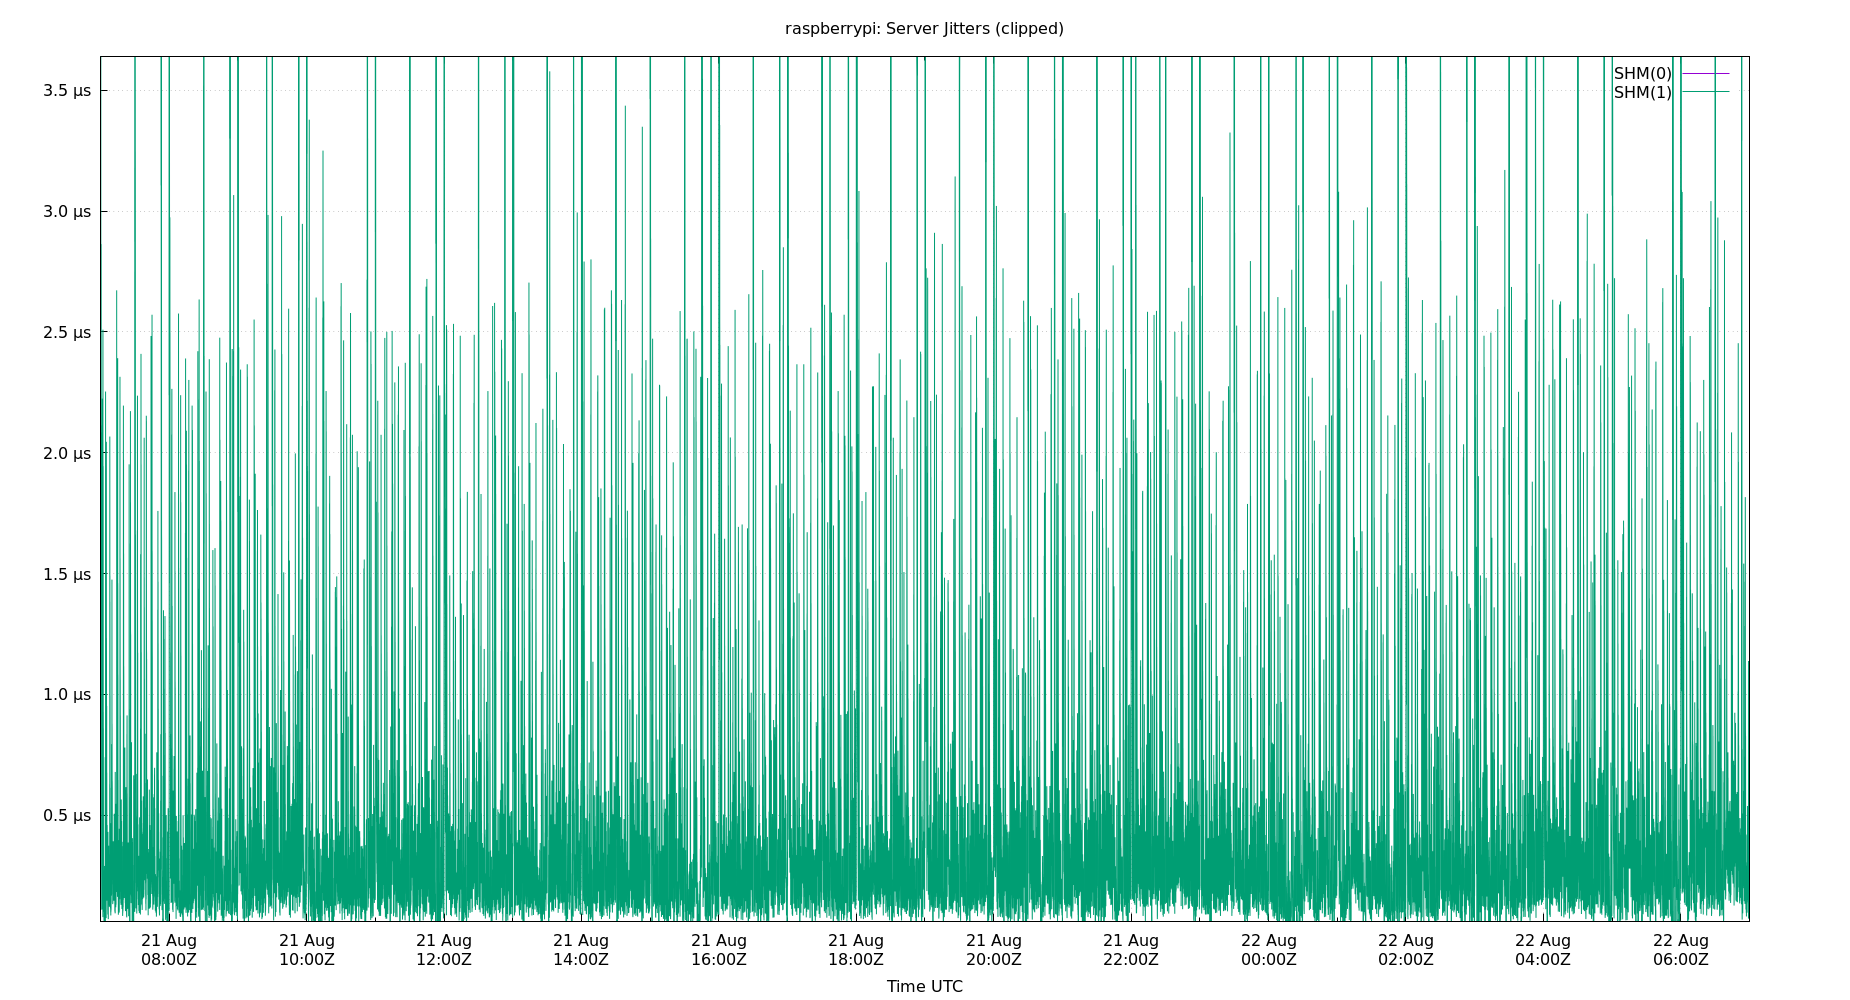 raspberrypi: Server Jitters (clipped)
SHM(0)
SHM(1)
3.5 µs
3.0 µs
2.5 µs
2.0 µs
1.5 µs
1.0 µs
0.5 µs
21 Aug 21 Aug 21 Aug 21 Aug 21 Aug 21 Aug 21 Aug 21 Aug 22 Aug 22 Aug 22 Aug 22 Aug
08:00Z 10:00Z 12:00Z 14:00Z 16:00Z 18:00Z 20:00Z 22:00Z 00:00Z 02:00Z 04:00Z 06:00Z
Time UTC